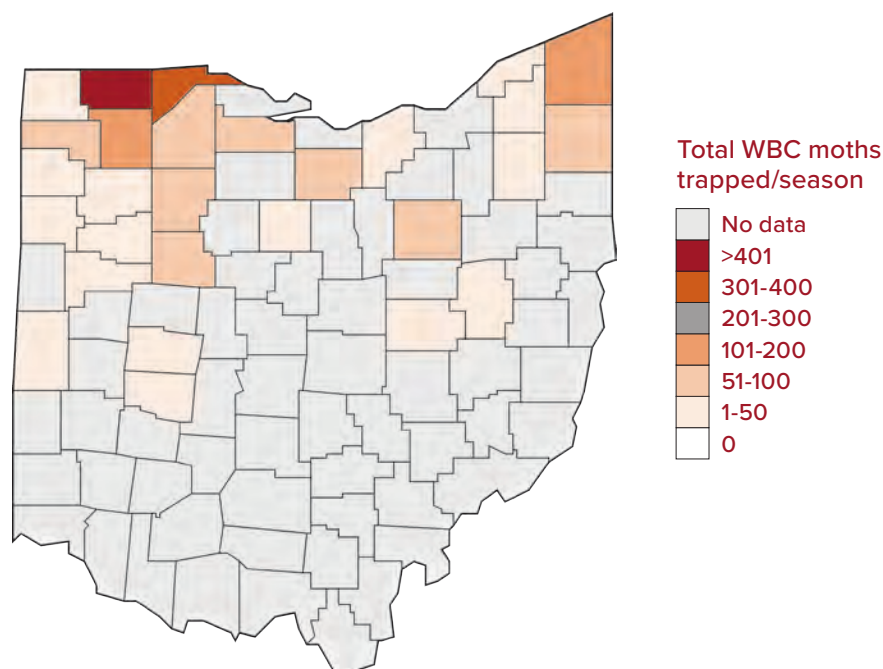 Total WBC moths
trapped/season
No data
>401
301-400
201-300
101-200
51-100
1-50
0